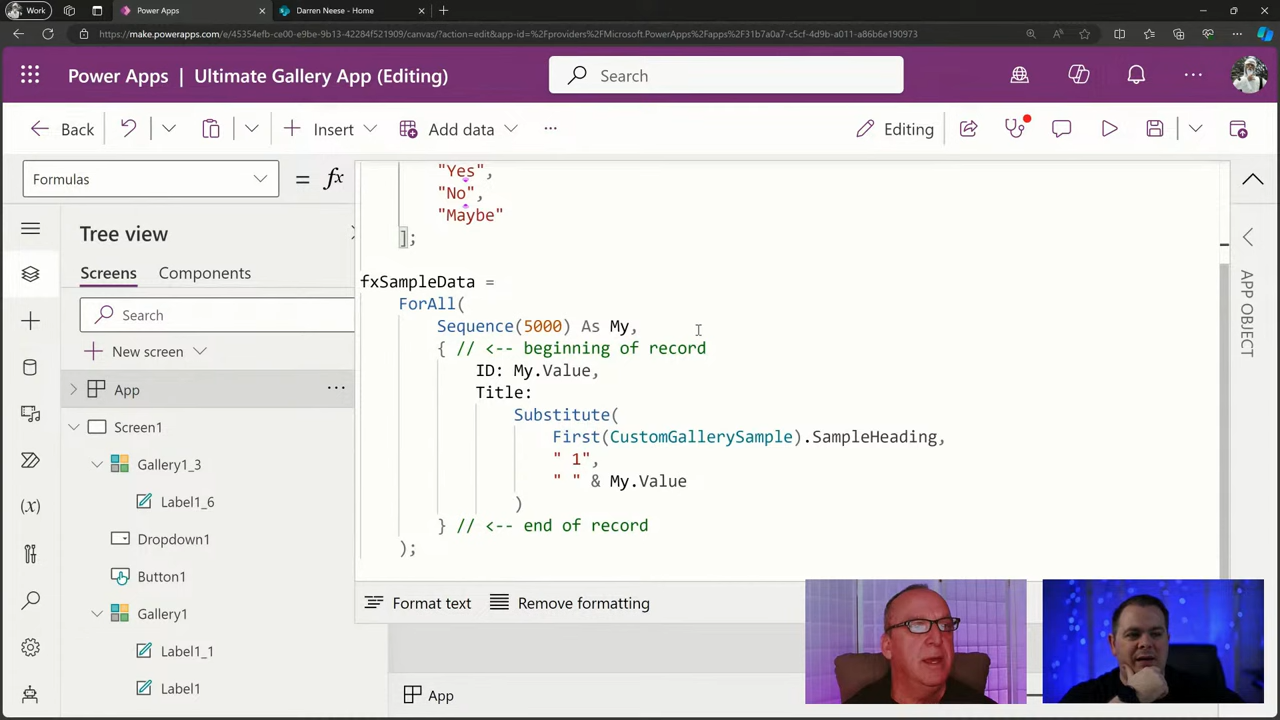 Work
Power Apps
Darren Neese - Home
https://make.powerapps.com/e/45354efb-ce00-e9be-9b13-42284f521909/canvas/?action=edit&app-id=%2Fproviders%2FMicrosoft.PowerApps%2Fapps%2F31b7a0a7-c5cf-4d9b-a011-a86b6e190973
Power Apps | Ultimate Gallery App (Editing)
Search
Back
Insert
Add data
Editing
Formulas
= fx
"Yes",
"No",
"Maybe"
];
fxSampleData =
ForAll(
Sequence(5000) As My,
{ // <-- beginning of record
ID: My.Value,
Title:
Substitute(
First(CustomGallerySample).SampleHeading,
" 1",
" " & My.Value
)
} // <-- end of record
);
Tree view
Screens
Components
Search
New screen
App
Screen1
Gallery1_3
Label1_6
Dropdown1
Button1
Gallery1
Label1_1
Label1
Format text
Remove formatting
App
APP OBJECT